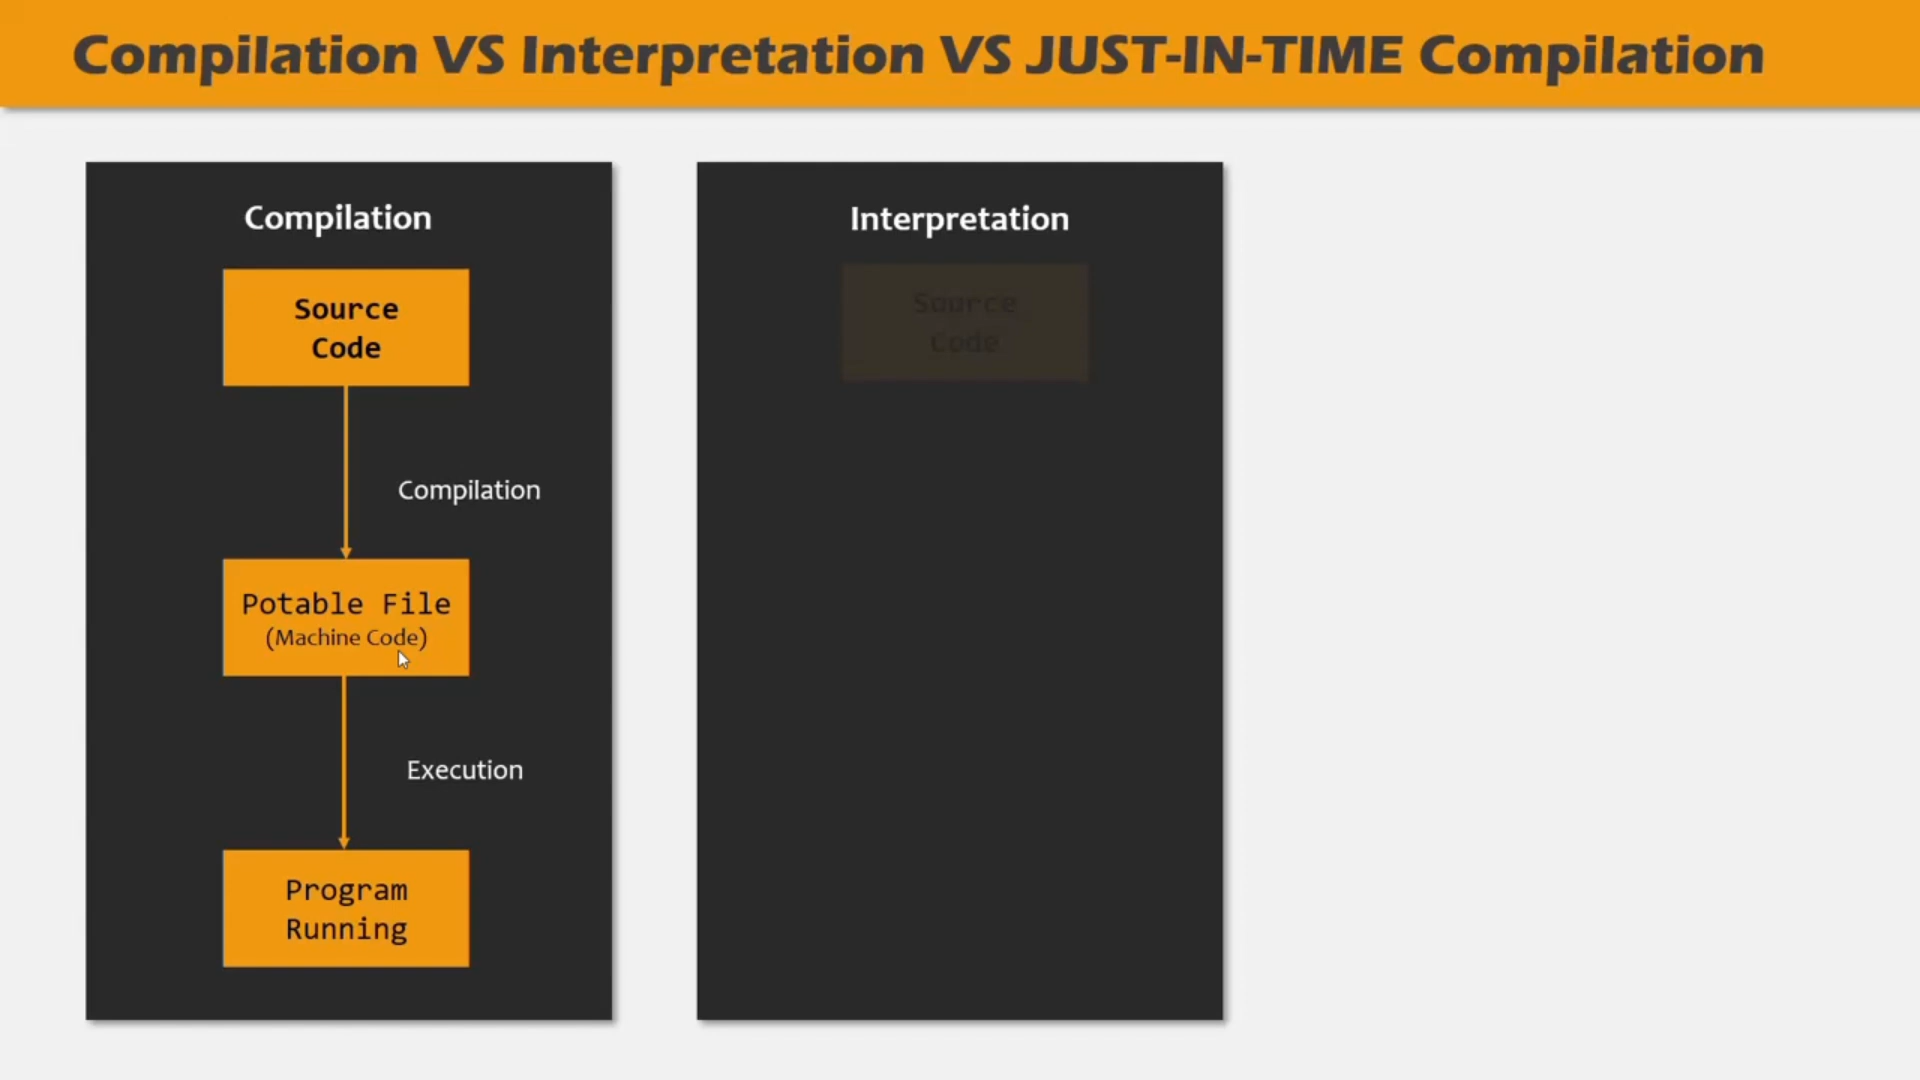 Compilation VS Interpretation VS JUST-IN-TIME Compilation
Compilation
Source
Code
Compilation
Potable File
(Machine Code)
Execution
Program
Running
Interpretation
Source
Code